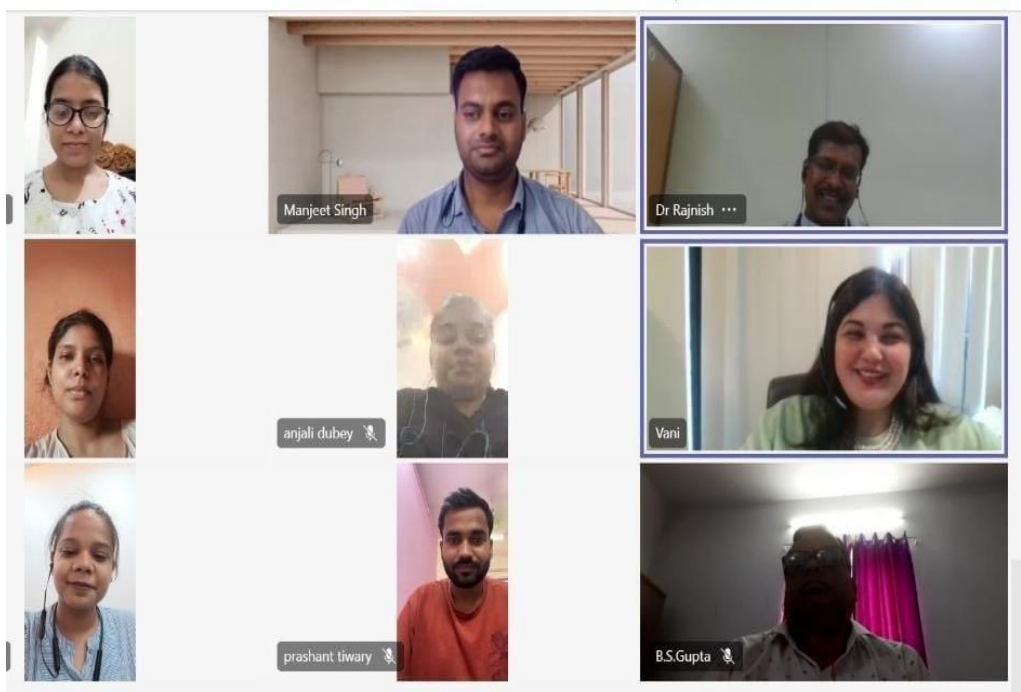 Manjeet Singh
Dr Rajnish
anjali dubey
Vani
prashant tiwary
B.S.Gupta